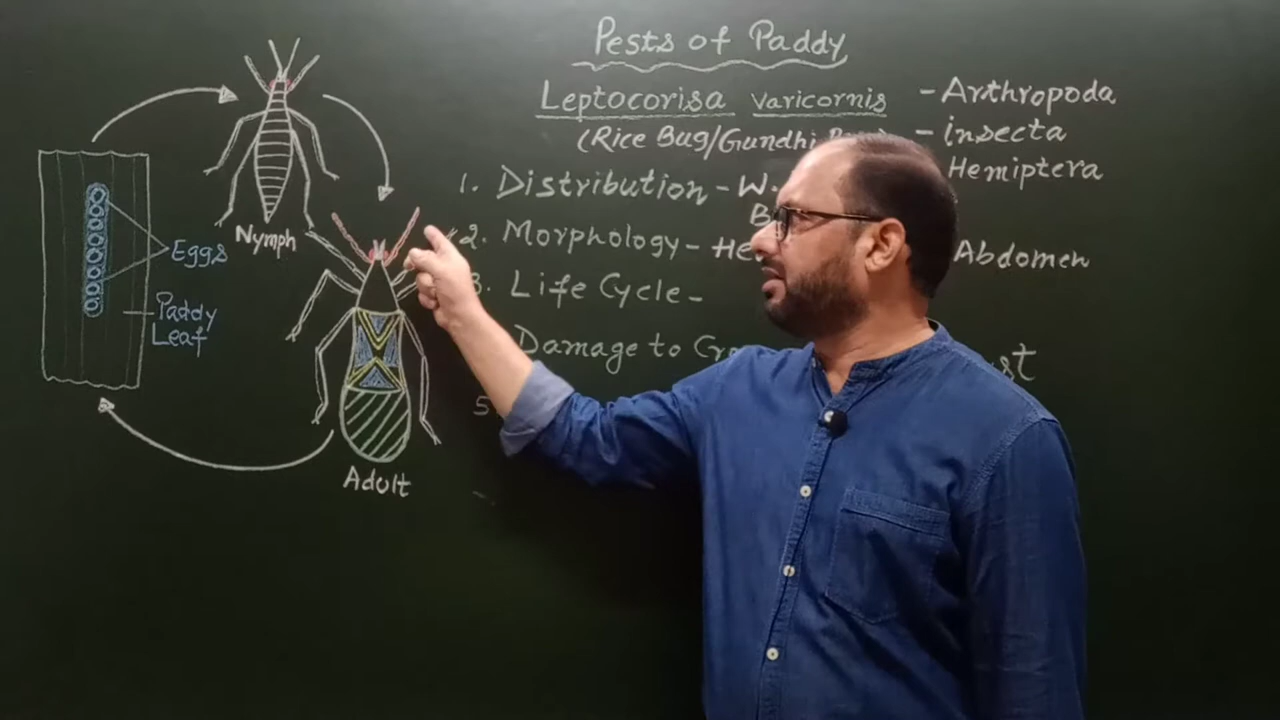 Pests of Paddy
Leptocorisa varicornis - Arthropoda
(Rice Bug/Gundhi - insecta
Hemiptera
1. Distribution - W.
2. Morphology - Abdomen
3. Life Cycle -
Damage to
5
Nymph
Eggs
Paddy
Leaf
Adult